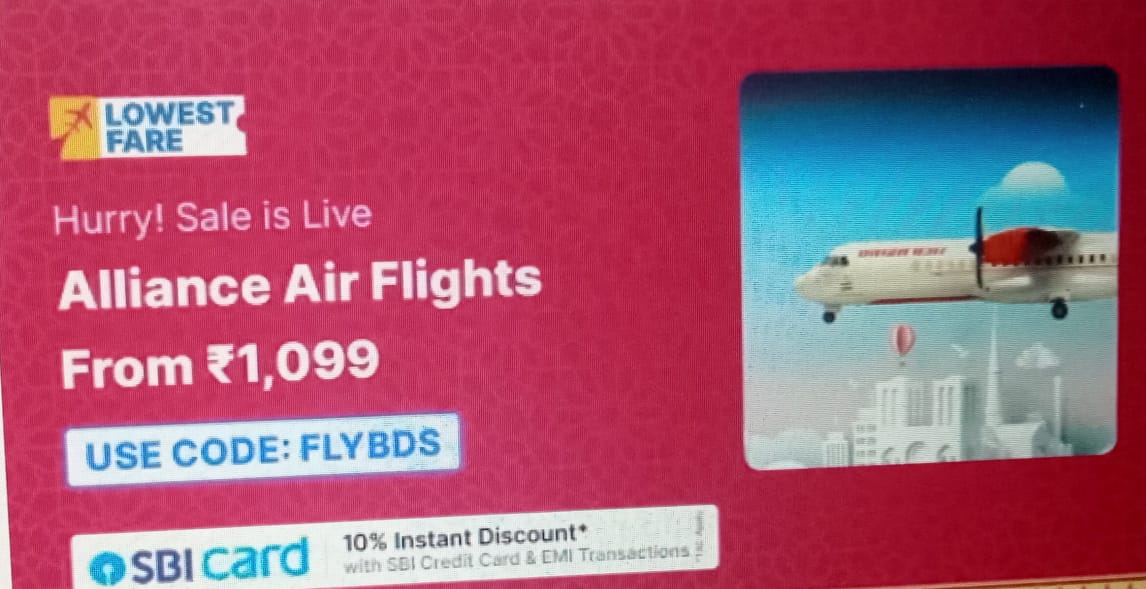 LOWEST
FARE
Hurry! Sale is Live
Alliance Air Flights
From ₹1,099
USE CODE: FLYBDS
SBI card
10% Instant Discount*
with SBI Credit Card & EMI Transactions